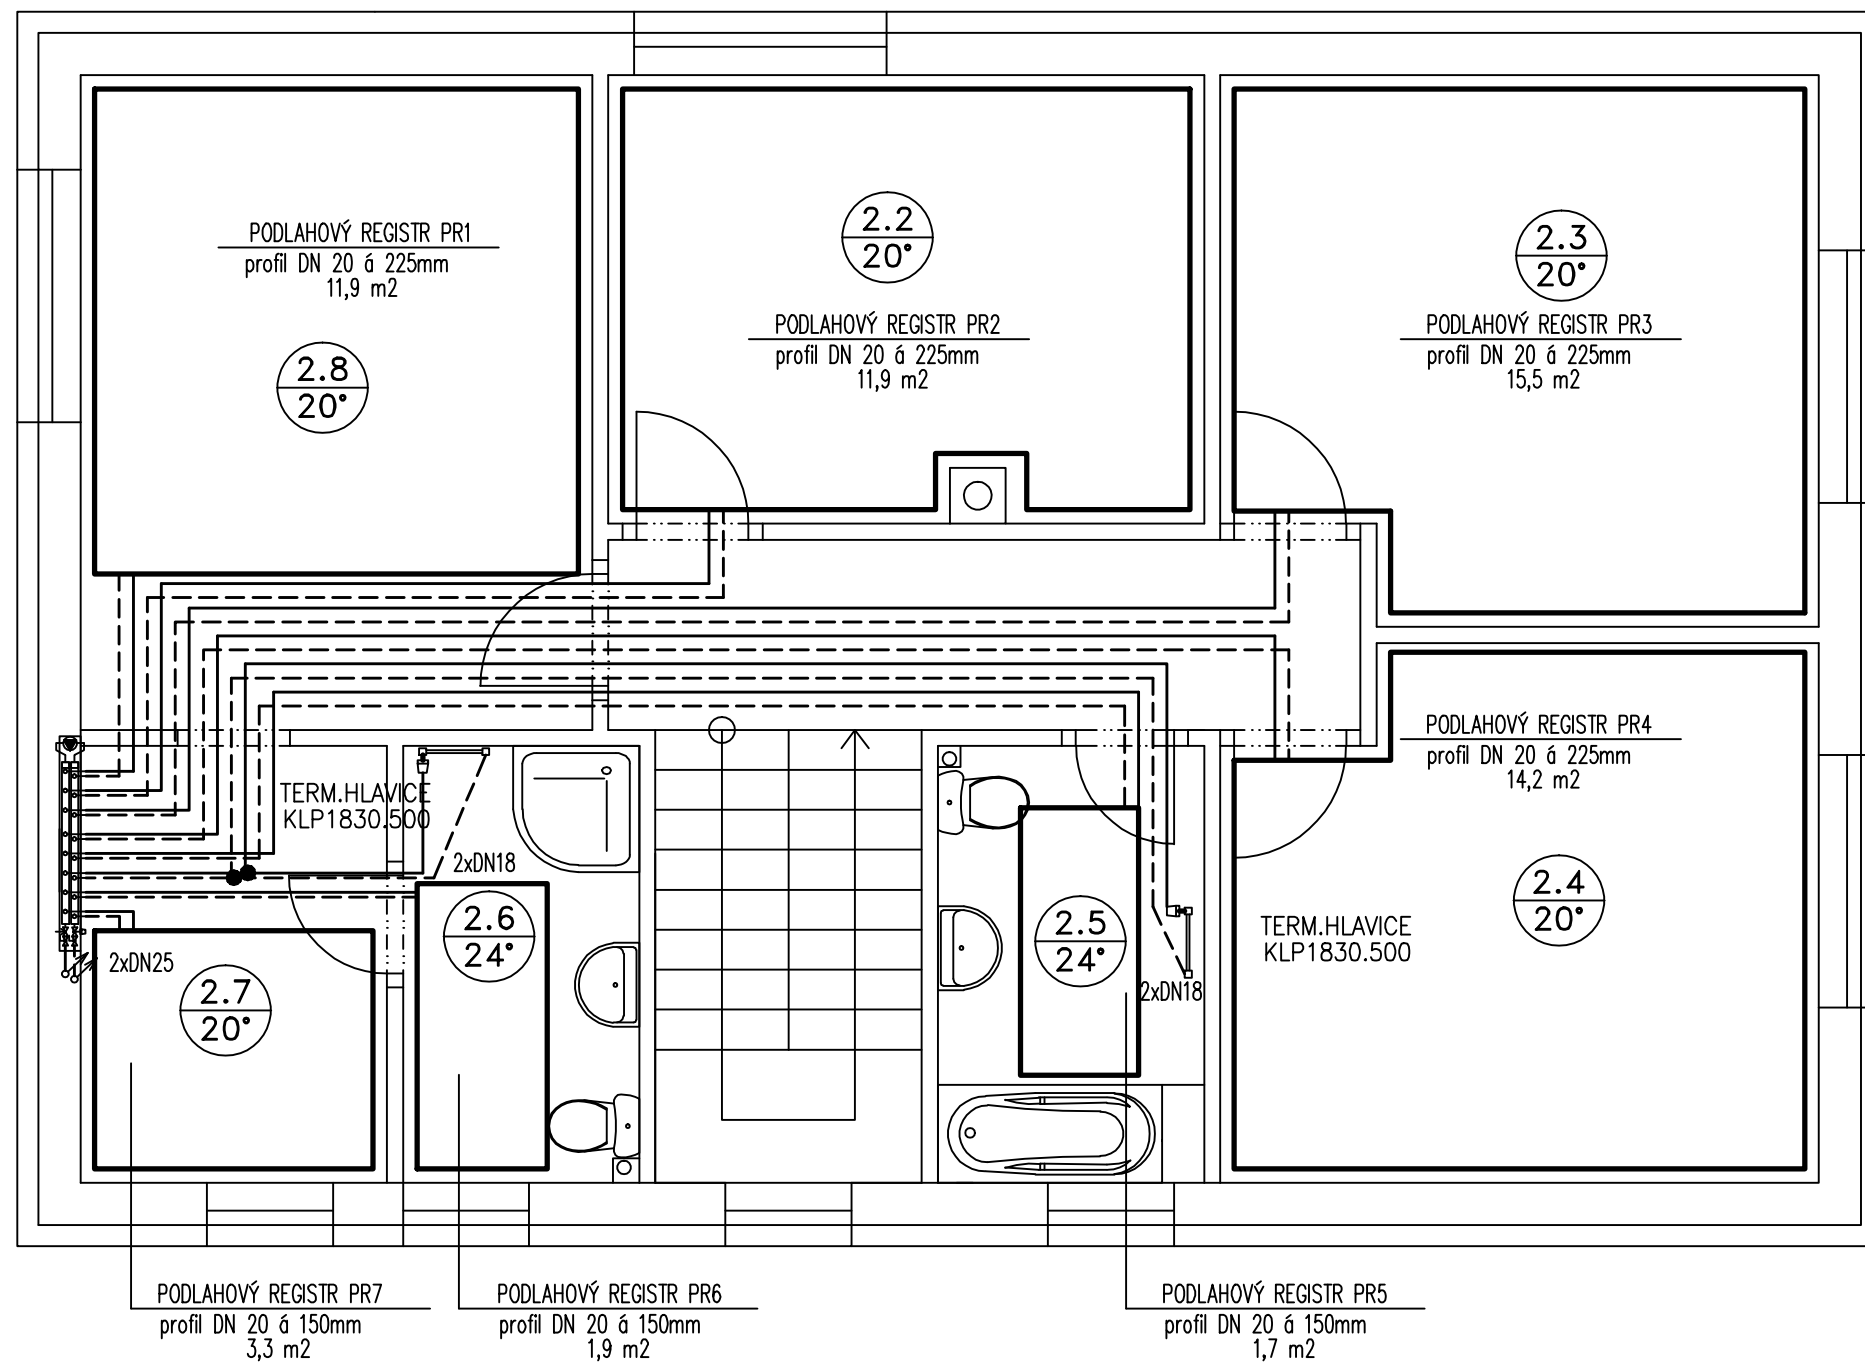 PODLAHOVÝ REGISTR PR1
profil DN 20 á 225mm
11,9 m2
2.8
20°
2.2
20°
PODLAHOVÝ REGISTR PR2
profil DN 20 á 225mm
11,9 m2
2.3
20°
PODLAHOVÝ REGISTR PR3
profil DN 20 á 225mm
15,5 m2
PODLAHOVÝ REGISTR PR4
profil DN 20 á 225mm
14,2 m2
2.4
20°
TERM.HLAVICE
KLP1830.500
2xDN18
2.6
24°
2.5
24°
TERM.HLAVICE
KLP1830.500
2xDN18
2xDN25
2.7
20°
PODLAHOVÝ REGISTR PR7
profil DN 20 á 150mm
3,3 m2
PODLAHOVÝ REGISTR PR6
profil DN 20 á 150mm
1,9 m2
PODLAHOVÝ REGISTR PR5
profil DN 20 á 150mm
1,7 m2